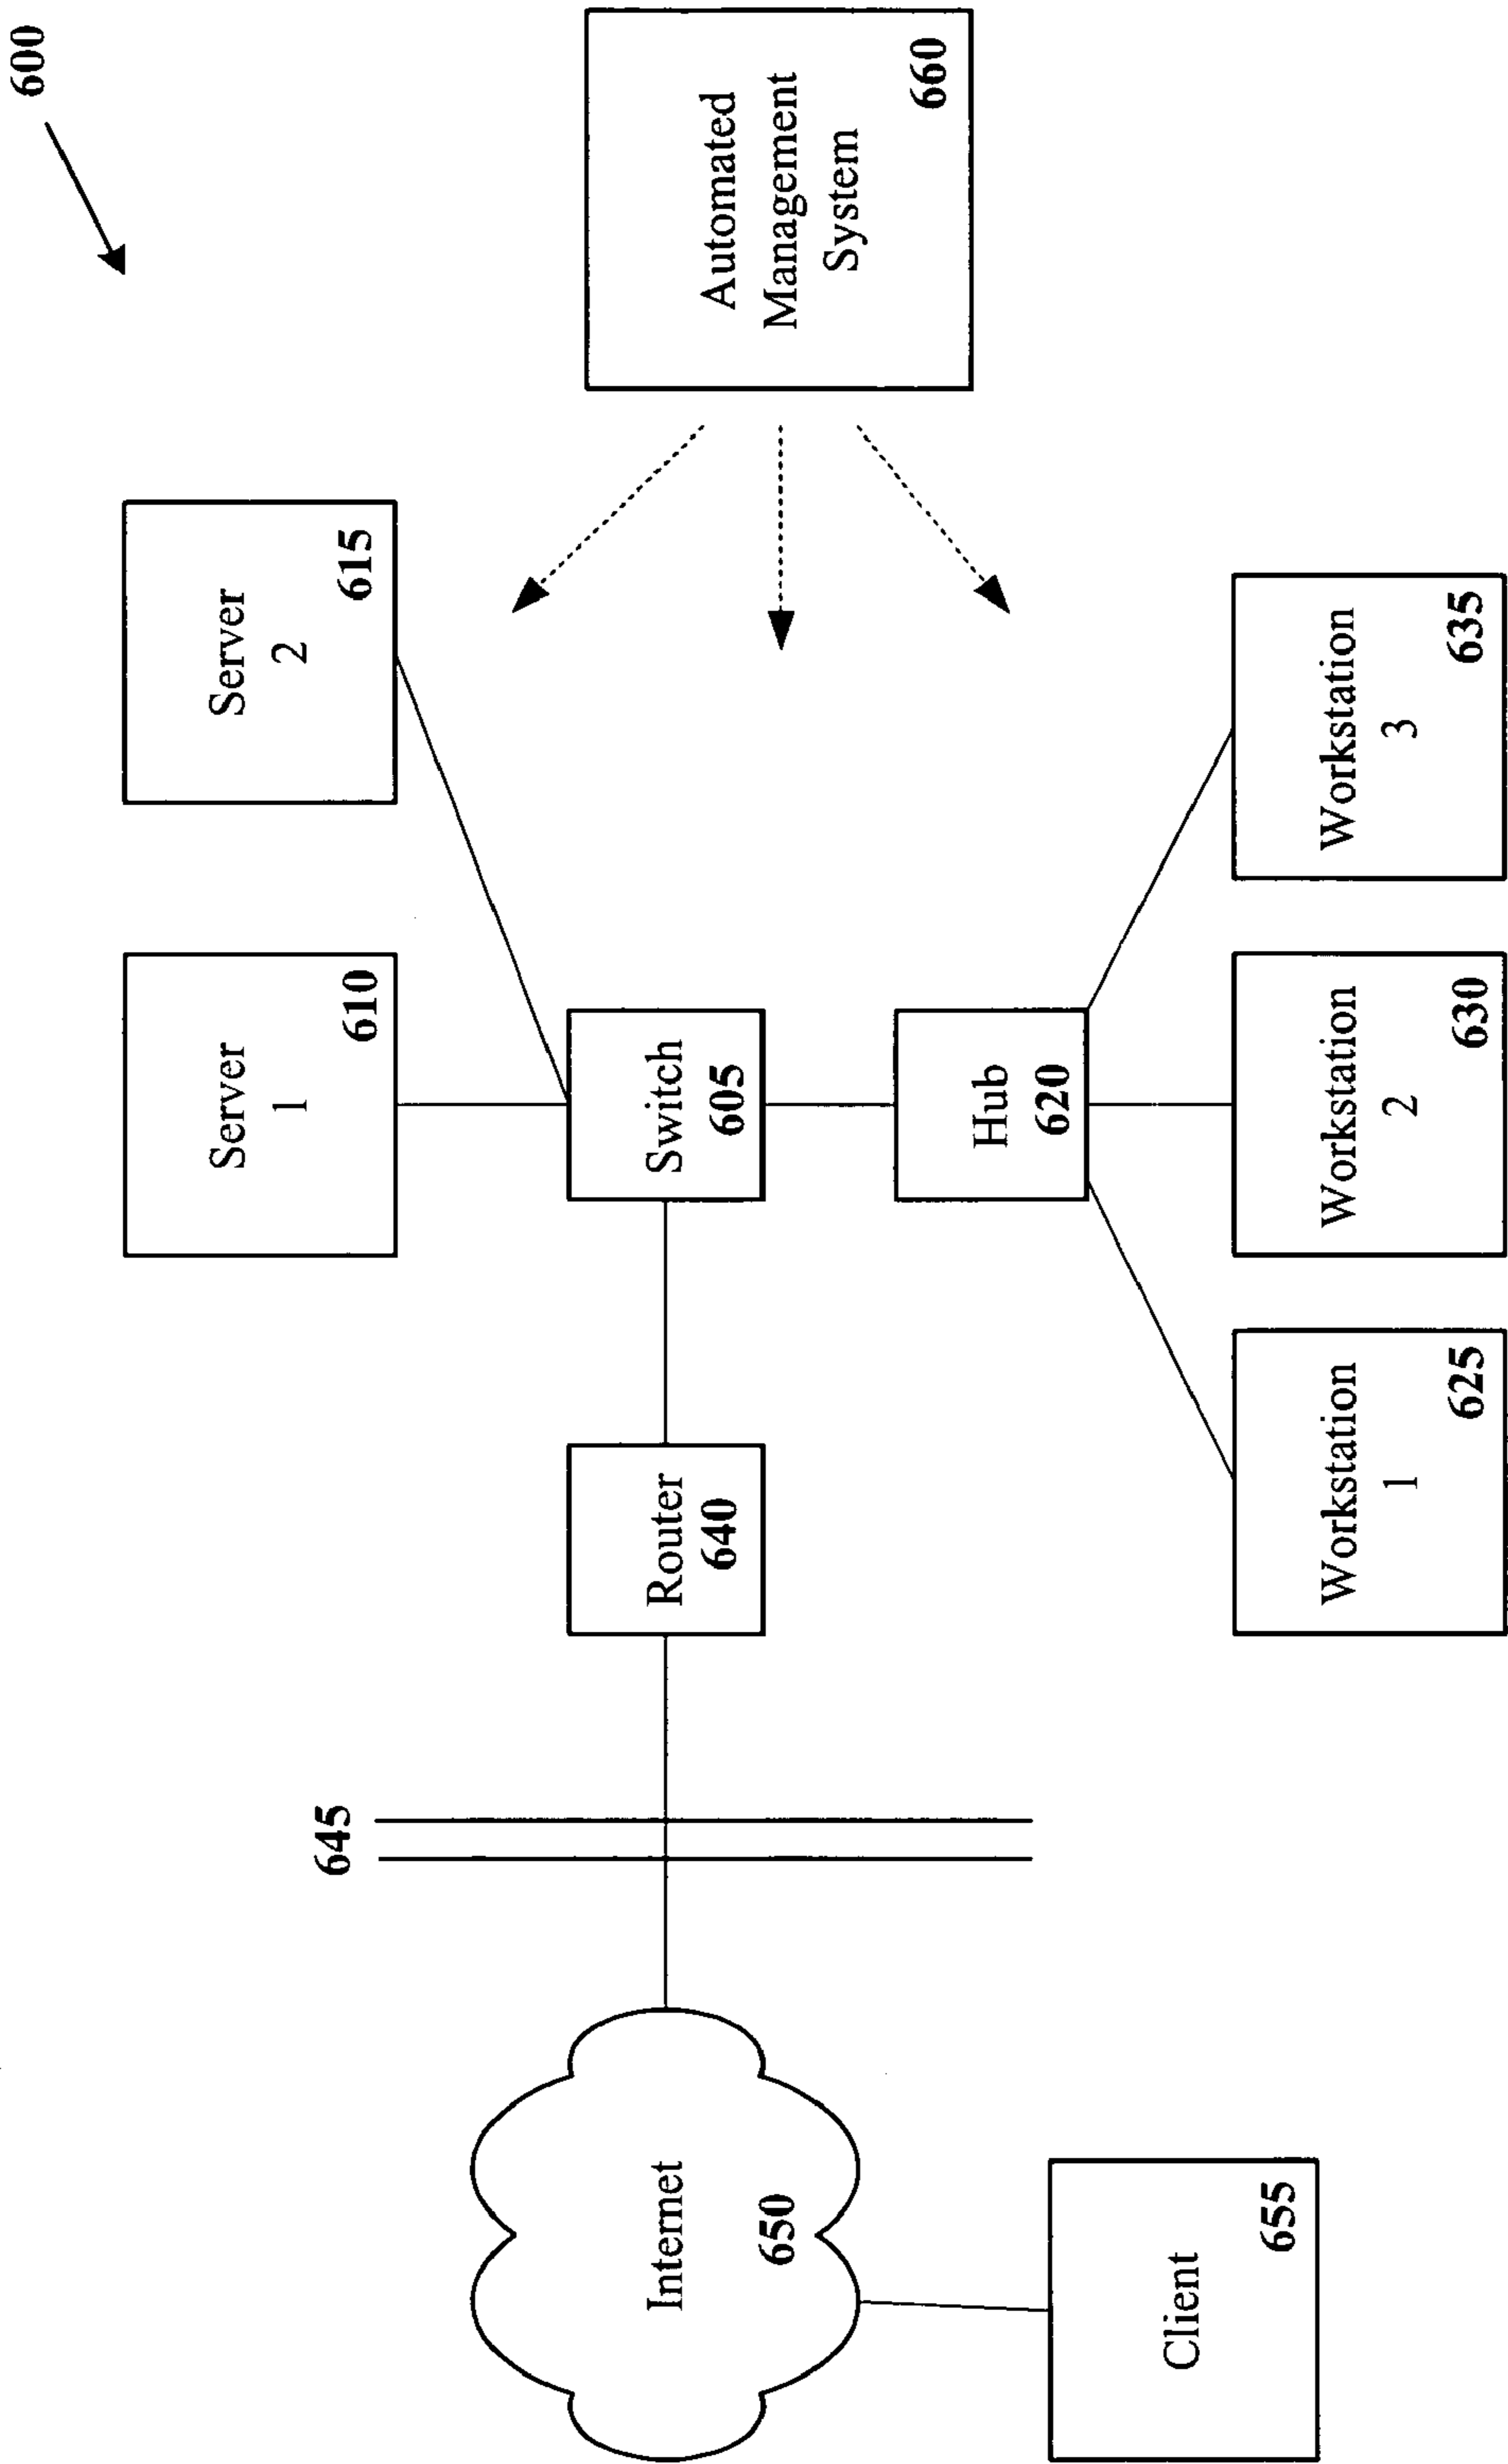 600
Server
2
615
Server
1
610
Automated
Management
System
660
645
Internet
650
Router
640
Switch
605
Hub
620
Client
655
Workstation
1
625
Workstation
2
630
Workstation
3
635